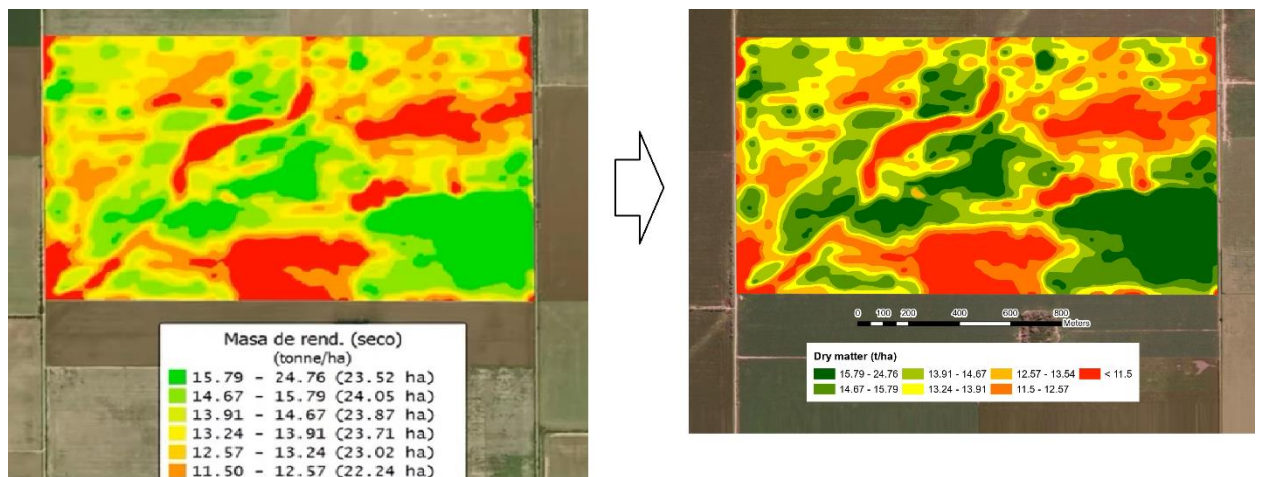 Masa de rend. (seco)
(tonne/ha)
15.79 - 24.76 (23.52 ha)
14.67 - 15.79 (24.05 ha)
13.91 - 14.67 (23.87 ha)
13.24 - 13.91 (23.71 ha)
12.57 - 13.24 (23.02 ha)
11.50 - 12.57 (22.24 ha)
0 100 200 400 600 800
Meters
Dry matter (t/ha)
15.79 - 24.76 13.91 - 14.67 12.57 - 13.54 < 11.5
14.67 - 15.79 13.24 - 13.91 11.5 - 12.57